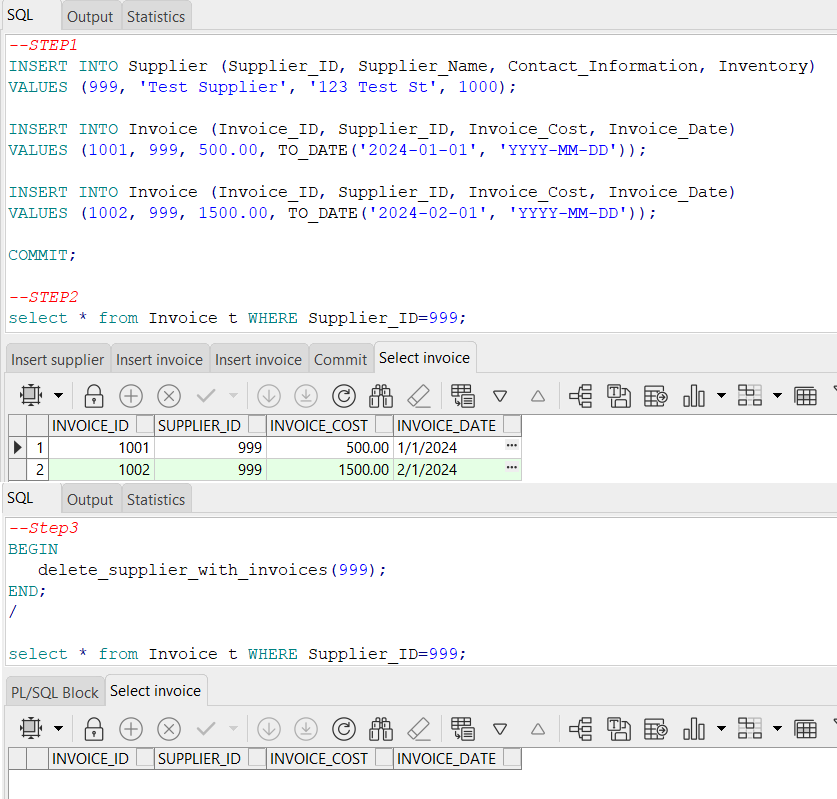 SQL Output Statistics
--STEP1
INSERT INTO Supplier (Supplier_ID, Supplier_Name, Contact_Information, Inventory)
VALUES (999, 'Test Supplier', '123 Test St', 1000);
INSERT INTO Invoice (Invoice_ID, Supplier_ID, Invoice_Cost, Invoice_Date)
VALUES (1001, 999, 500.00, TO_DATE('2024-01-01', 'YYYY-MM-DD'));
INSERT INTO Invoice (Invoice_ID, Supplier_ID, Invoice_Cost, Invoice_Date)
VALUES (1002, 999, 1500.00, TO_DATE('2024-02-01', 'YYYY-MM-DD'));
COMMIT;
--STEP2
select * from Invoice t WHERE Supplier_ID=999;
Insert supplier Insert invoice Insert invoice Commit Select invoice
INVOICE_ID SUPPLIER_ID INVOICE_COST INVOICE_DATE
1 1001 999 500.00 1/1/2024 ···
2 1002 999 1500.00 2/1/2024 ···
SQL Output Statistics
--Step3
BEGIN
delete_supplier_with_invoices(999);
END;
/
select * from Invoice t WHERE Supplier_ID=999;
PL/SQL Block Select invoice
INVOICE_ID SUPPLIER_ID INVOICE_COST INVOICE_DATE